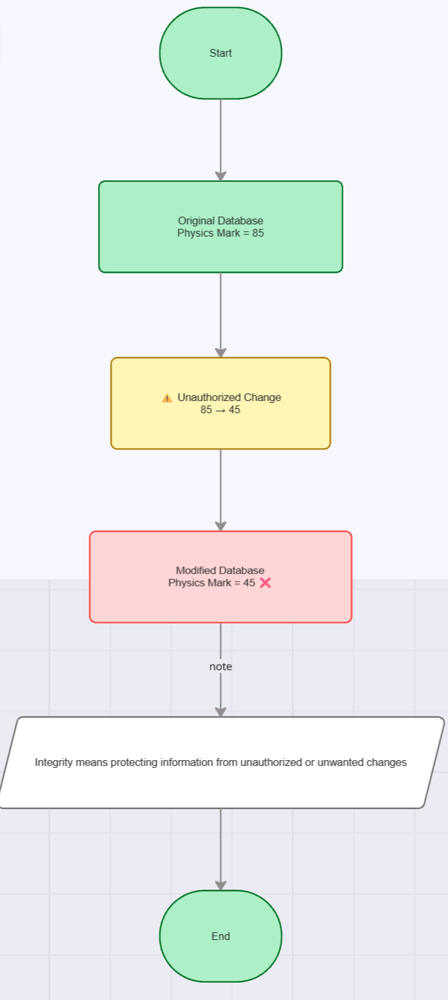 Start
Original Database
Physics Mark = 85
⚠️ Unauthorized Change
85 → 45
Modified Database
Physics Mark = 45 ❌
note
Integrity means protecting information from unauthorized or unwanted changes
End